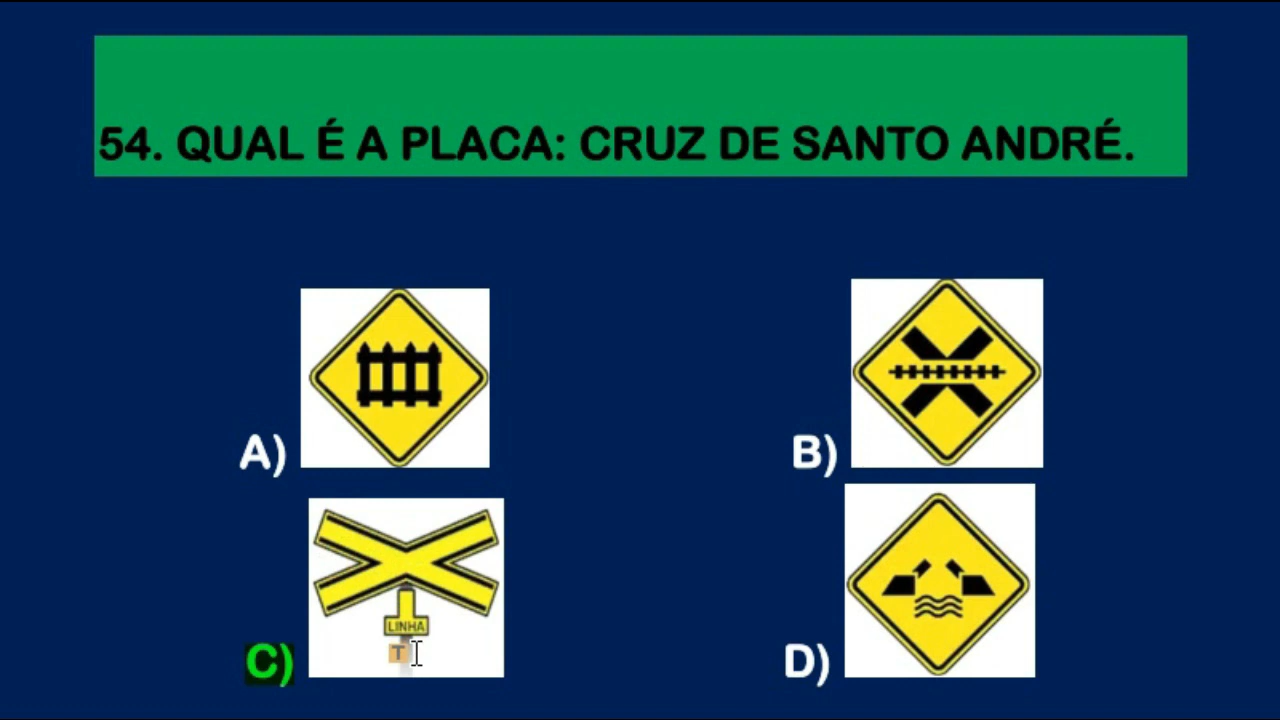 54. QUAL É A PLACA: CRUZ DE SANTO ANDRÉ.
A)
B)
LINHA
T
C)
D)